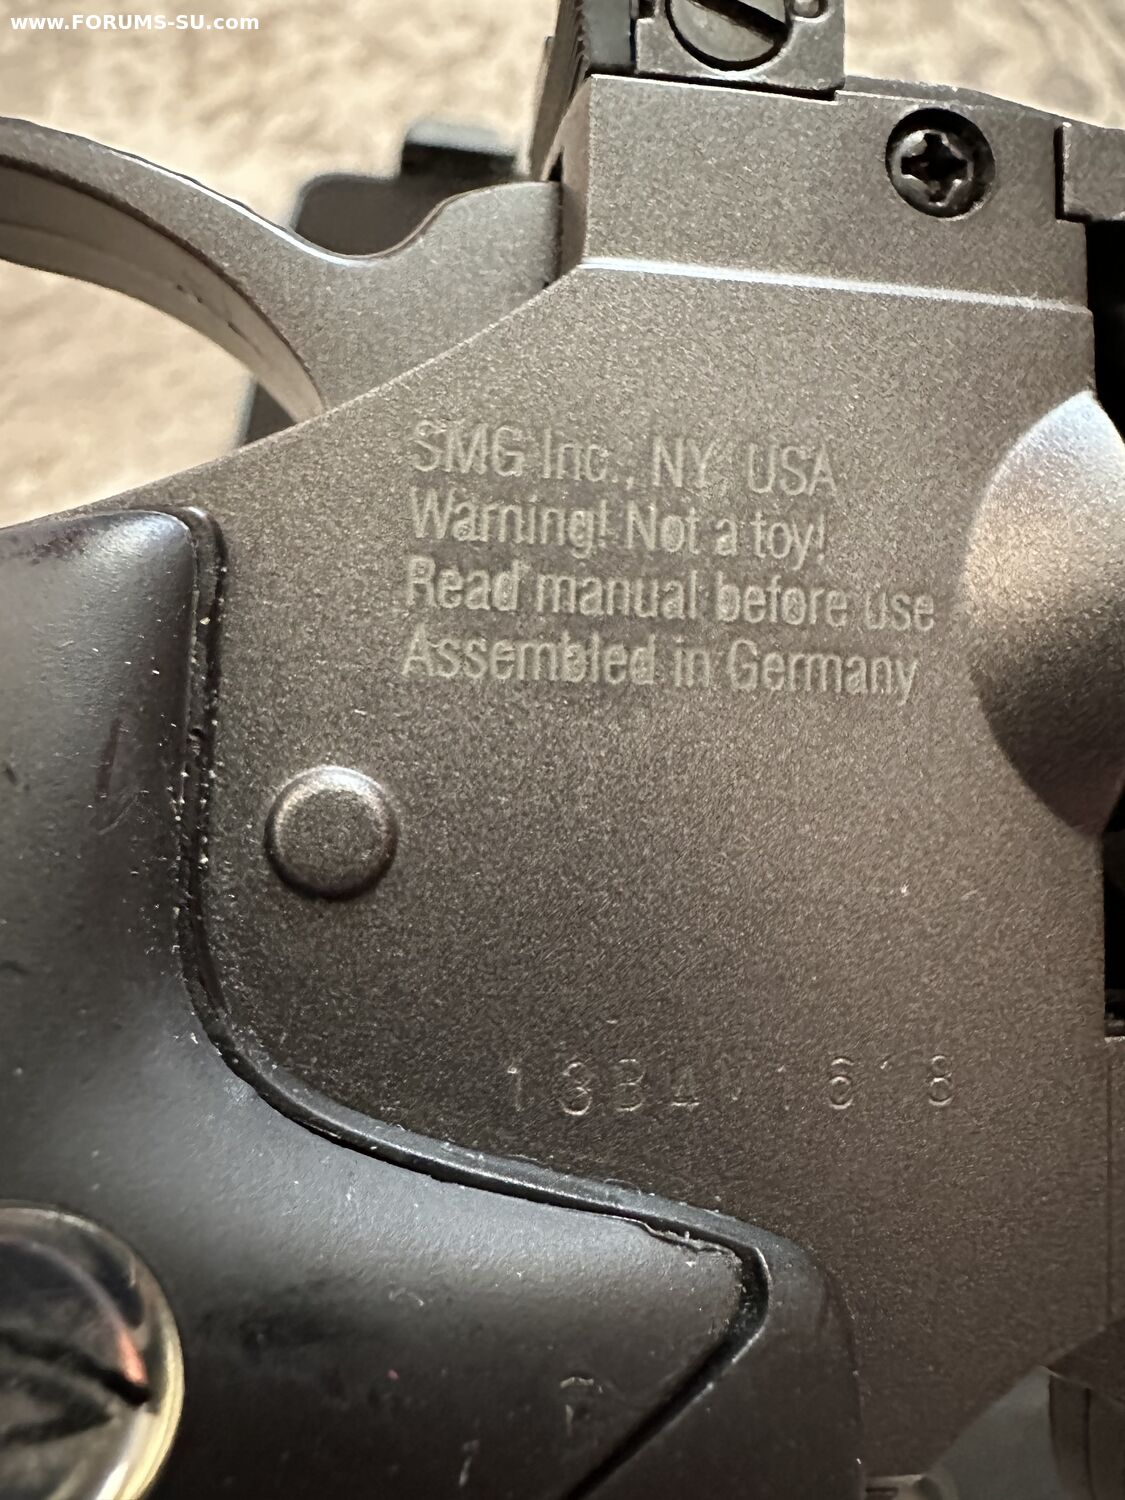 www.FORUMS-SU.com
SMG Inc., NY, USA
Warning! Not a toy!
Read manual before use
Assembled in Germany